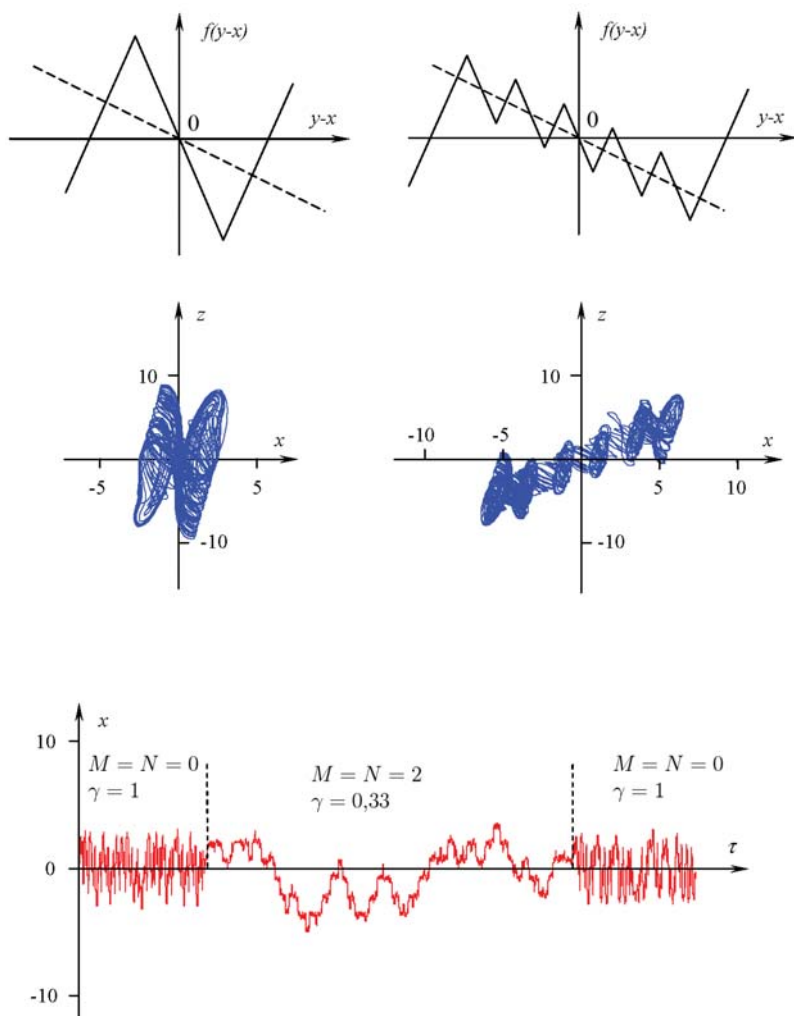 f(y-x)
0
y-x
f(y-x)
0
y-x
z
10
x
-5
5
-10
z
10
-10
-5
x
5
10
-10
x
10
M = N = 0
γ = 1
M = N = 2
γ = 0,33
M = N = 0
γ = 1
τ
0
-10